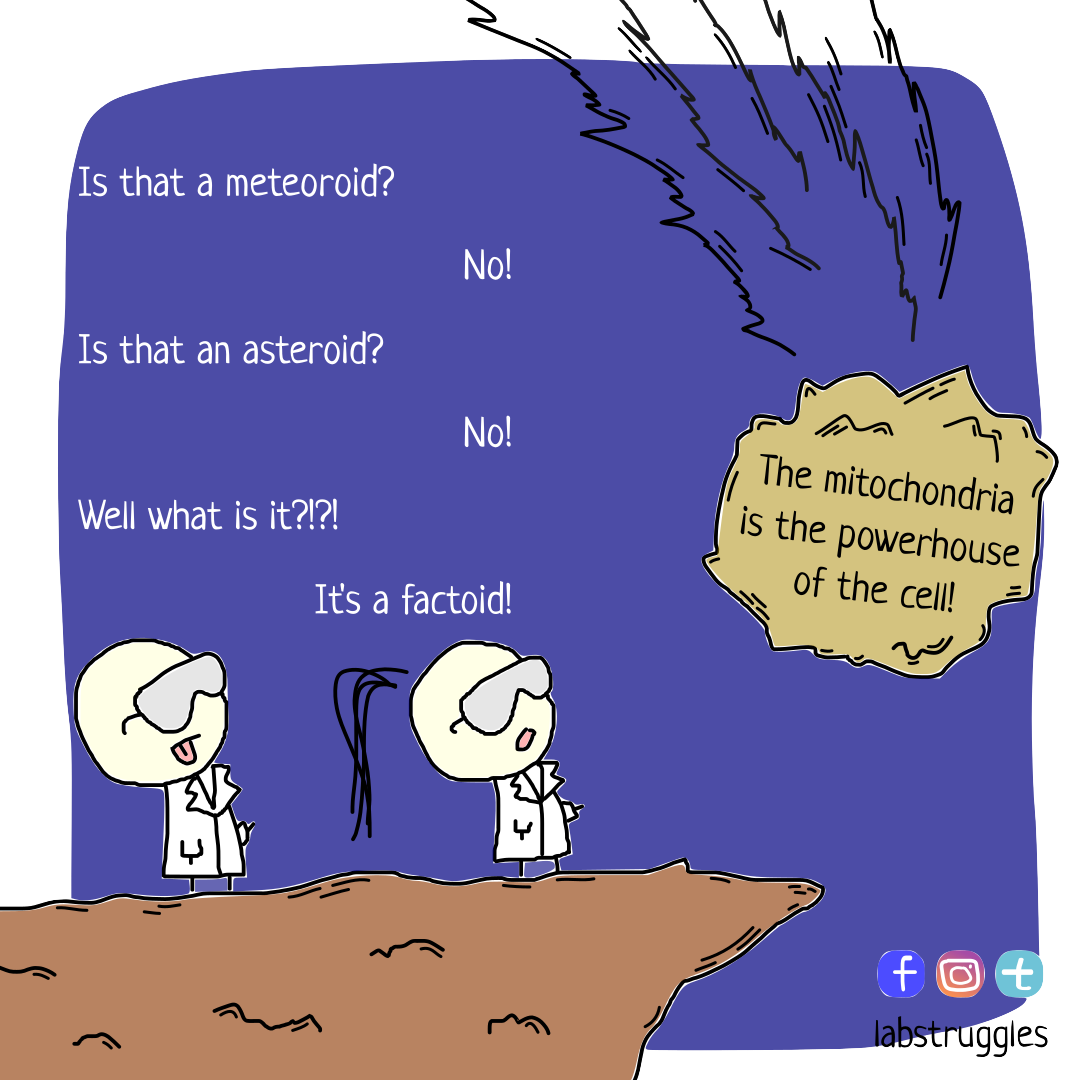 Is that a meteoroid?
No!
Is that an asteroid?
No!
Well what is it?!?!
It's a factoid!
The mitochondria
is the powerhouse
of the cell!
f
t
labstruggles